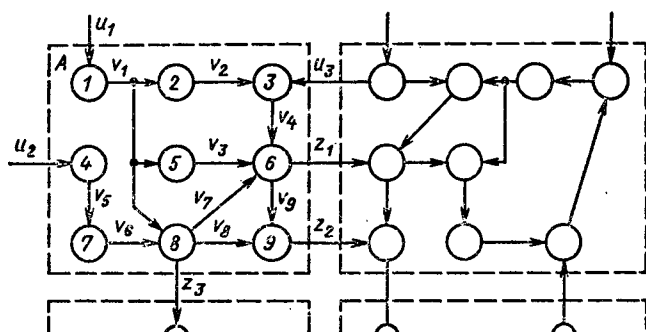 u₁
A
1 v₁ 2 v₂ 3 u₃
v₄
u₂
4 5 v₃ 6 z₁
v₅ v₇ v₉
7 v₆ 8 v₈ 9 z₂
z₃